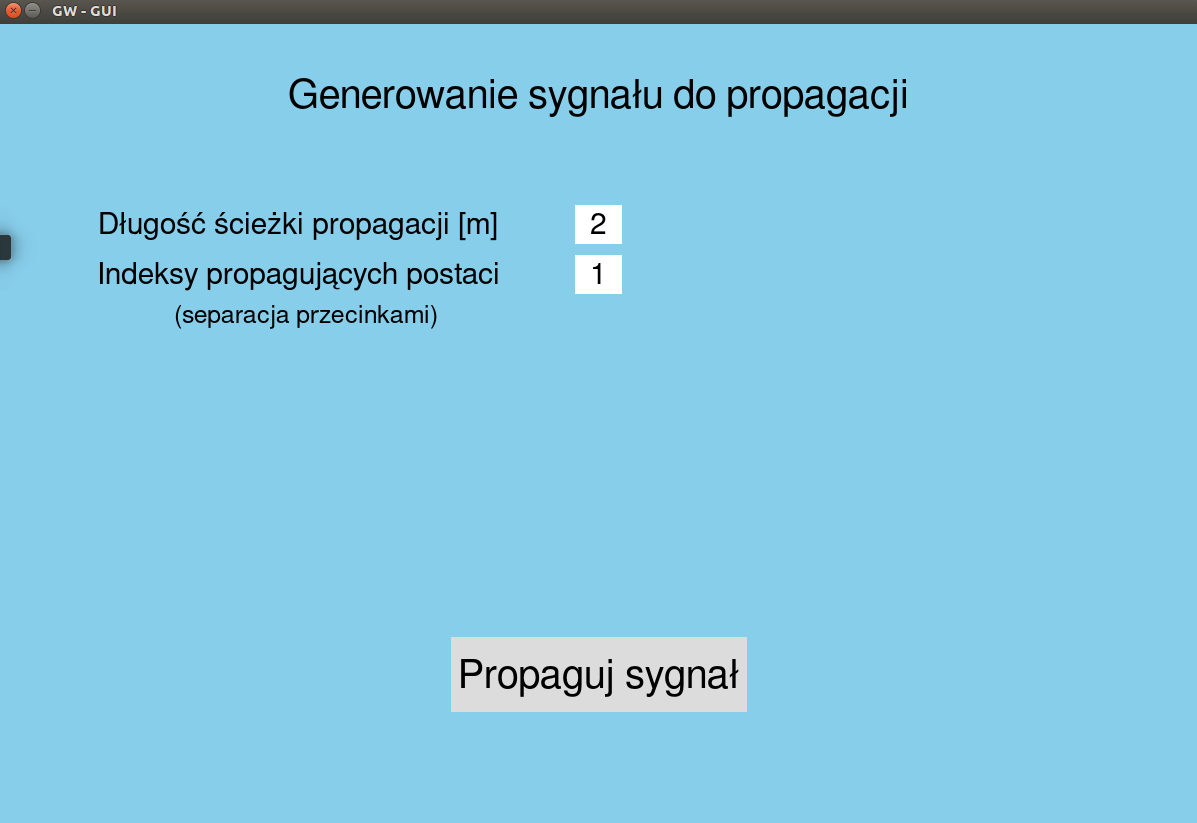 GW - GUI
Generowanie sygnału do propagacji
Długość ścieżki propagacji [m] 2
Indeksy propagujących postaci 1
(separacja przecinkami)
Propaguj sygnał